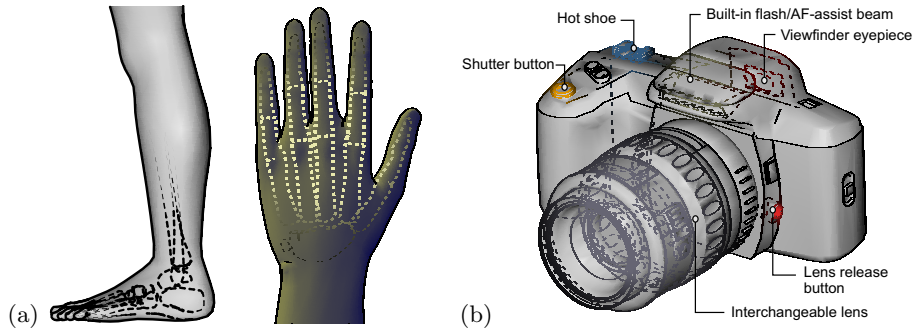 Hot shoe
Built-in flash/AF-assist beam
Viewfinder eyepiece
Shutter button
Lens release
button
Interchangeable lens
(a)
(b)